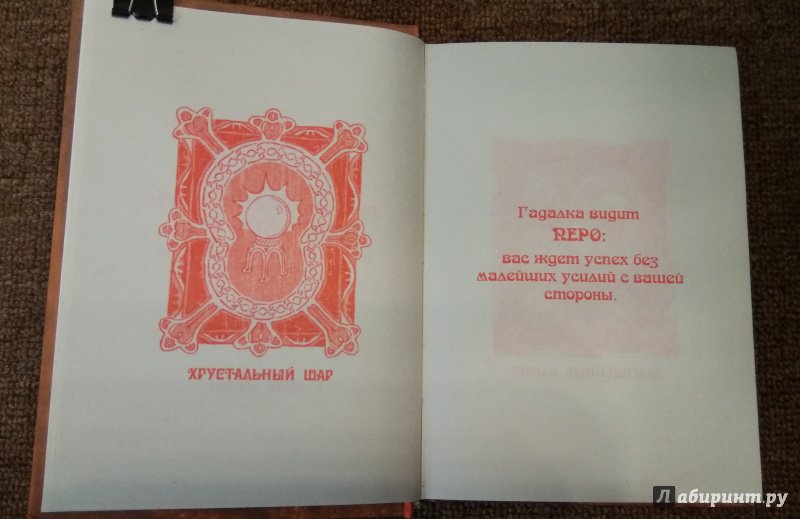 ХРУСТАЛЬНЫЙ ШАР
Гадалка видит
ПЕРО:
вас ждет успех без
малейших усилий с вашей
стороны.
Лабиринт.ру